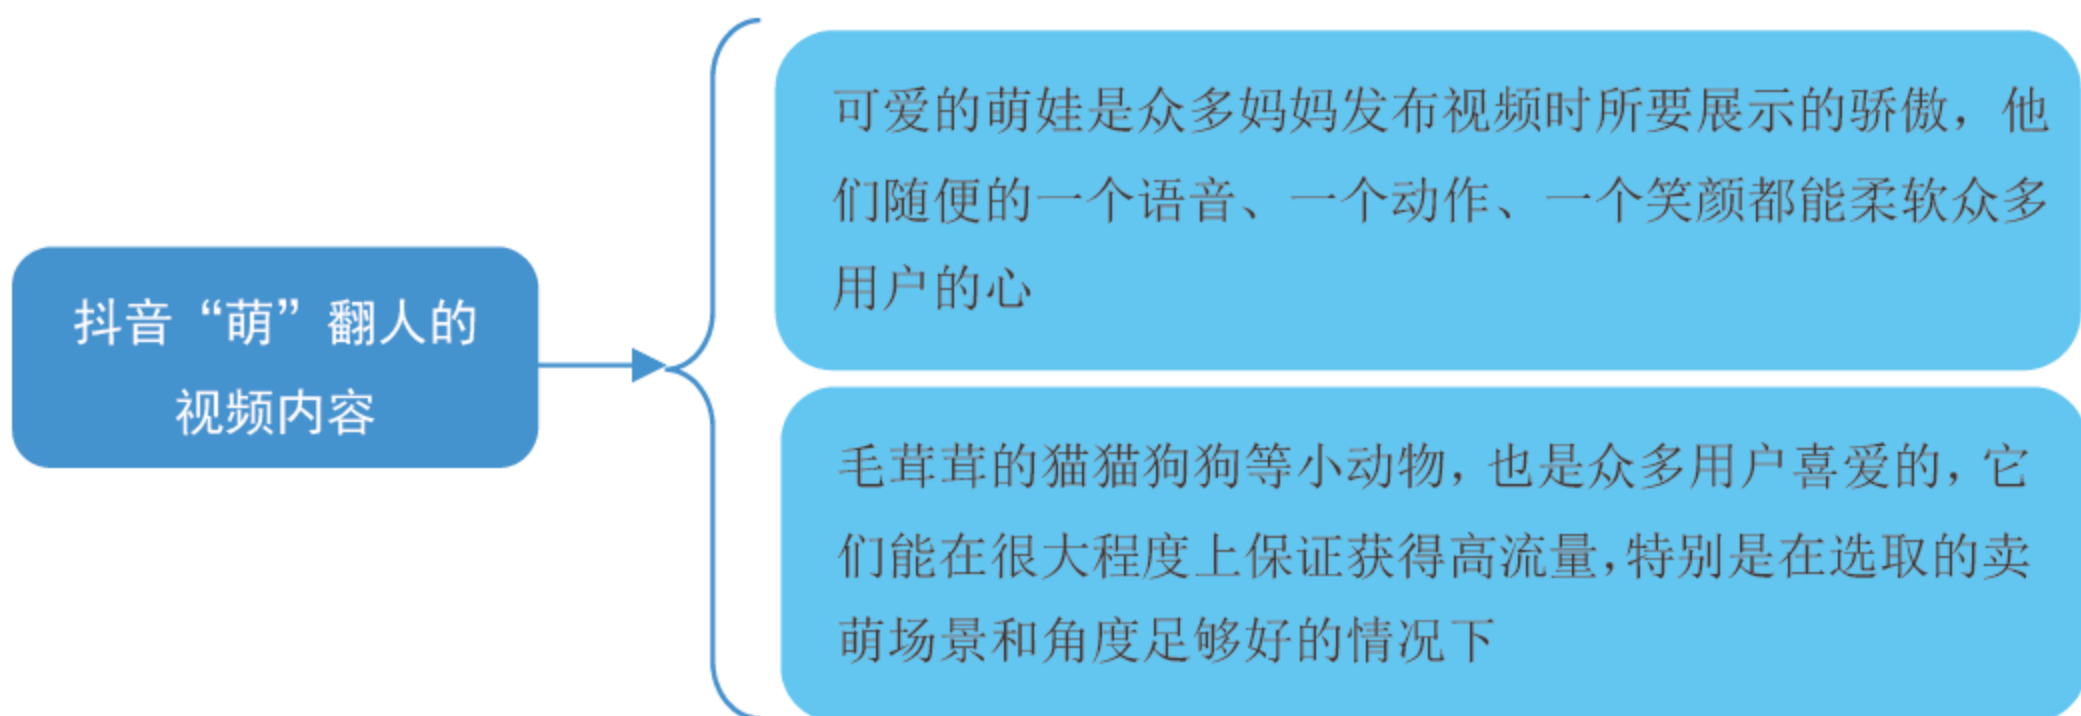 抖音“萌”翻人的
视频内容
可爱的萌娃是众多妈妈发布视频时所要展示的骄傲，他
们随便的一个语音、一个动作、一个笑颜都能柔软众多
用户的心
毛茸茸的猫猫狗狗等小动物，也是众多用户喜爱的，它
们能在很大程度上保证获得高流量，特别是在选取的卖
萌场景和角度足够好的情况下